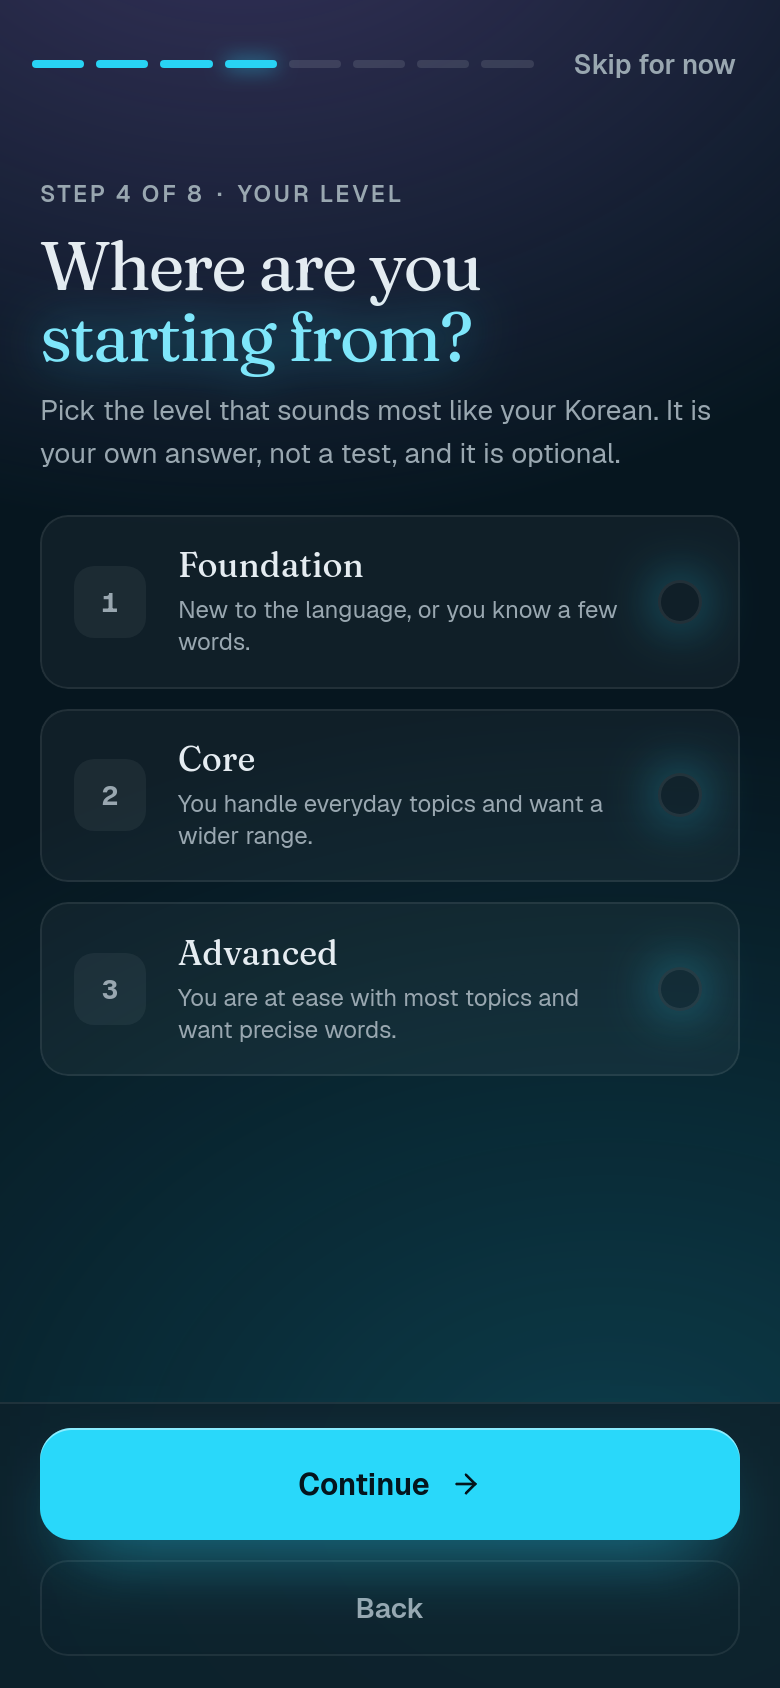 Skip for now
STEP 4 OF 8 · YOUR LEVEL
Where are you
starting from?
Pick the level that sounds most like your Korean. It is
your own answer, not a test, and it is optional.
1
Foundation
New to the language, or you know a few
words.
2
Core
You handle everyday topics and want a
wider range.
3
Advanced
You are at ease with most topics and
want precise words.
Continue →
Back